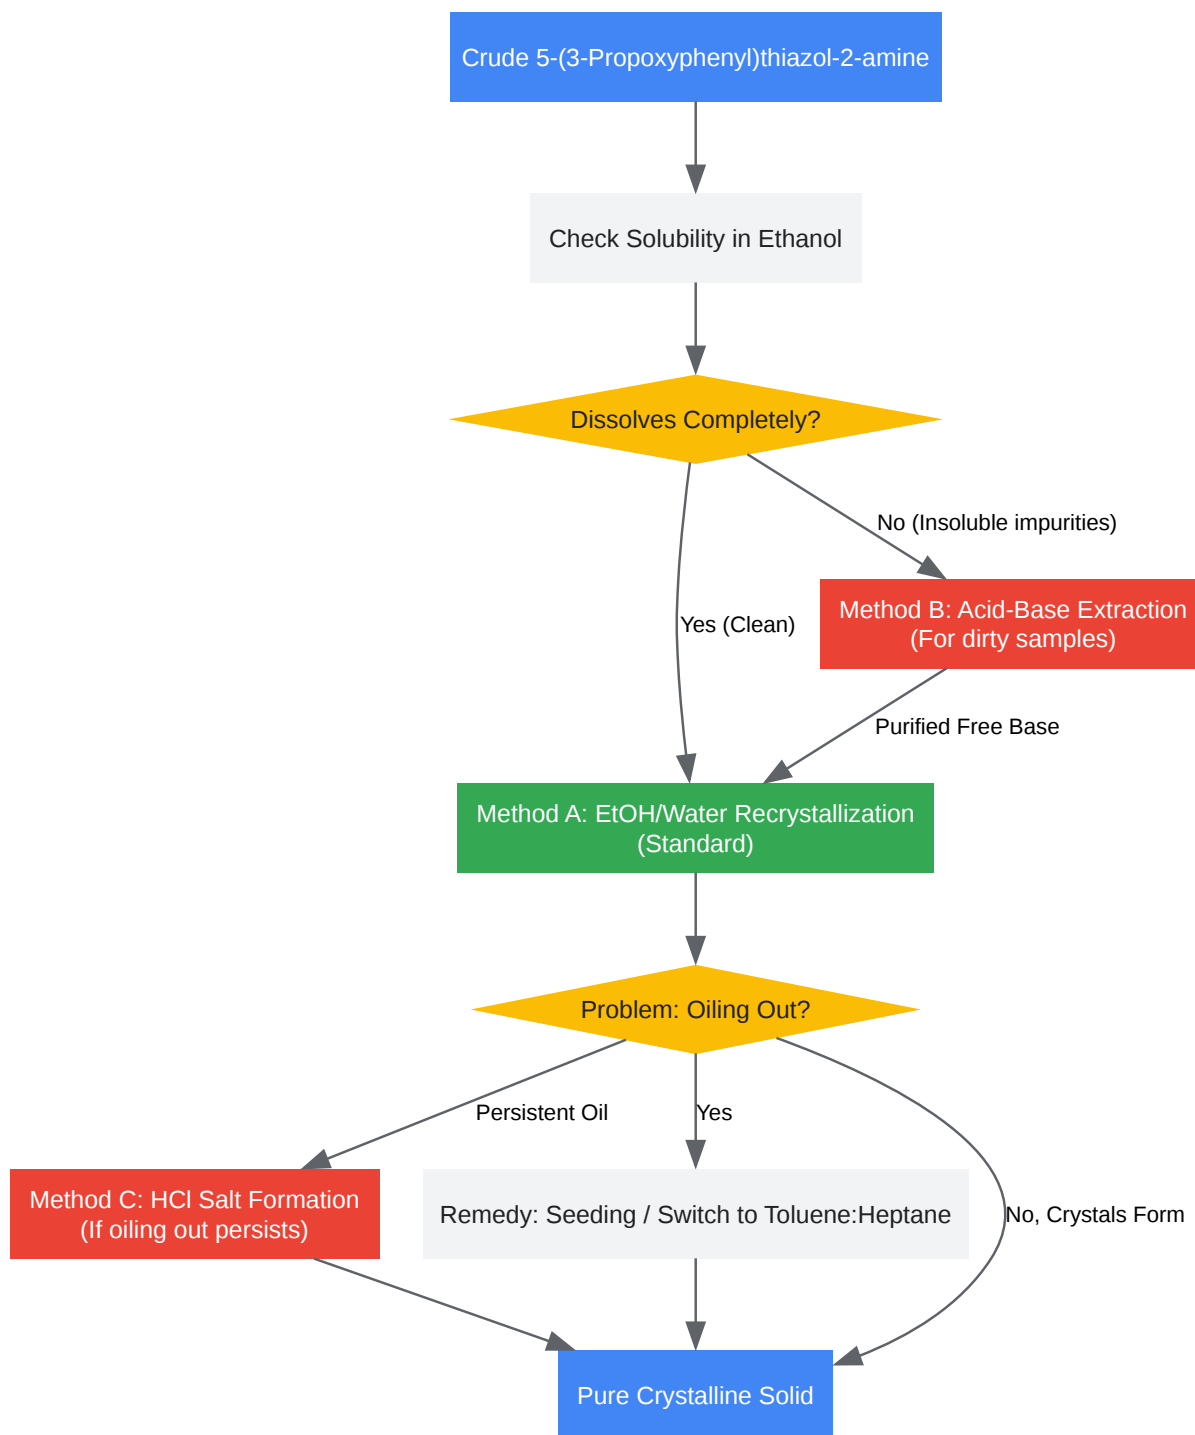 Crude 5-(3-Propoxyphenyl)thiazol-2-amine
Check Solubility in Ethanol
Dissolves Completely?
No (Insoluble impurities)
Yes (Clean)
Method B: Acid-Base Extraction
(For dirty samples)
Purified Free Base
Method A: EtOH/Water Recrystallization
(Standard)
Problem: Oiling Out?
Persistent Oil
Yes
Method C: HCl Salt Formation
(If oiling out persists)
Remedy: Seeding / Switch to Toluene:Heptane
No, Crystals Form
Pure Crystalline Solid